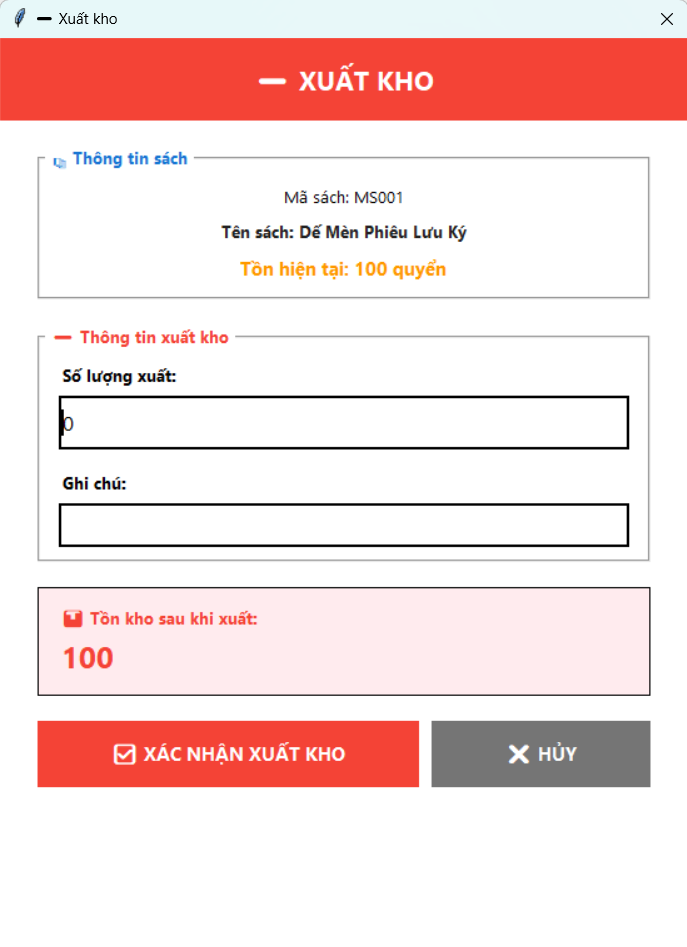 Xuất kho
XUẤT KHO
Thông tin sách
Mã sách: MS001
Tên sách: Dế Mèn Phiêu Lưu Ký
Tồn hiện tại: 100 quyển
Thông tin xuất kho
Số lượng xuất:
0
Ghi chú:
Tồn kho sau khi xuất:
100
XÁC NHẬN XUẤT KHO
HỦY